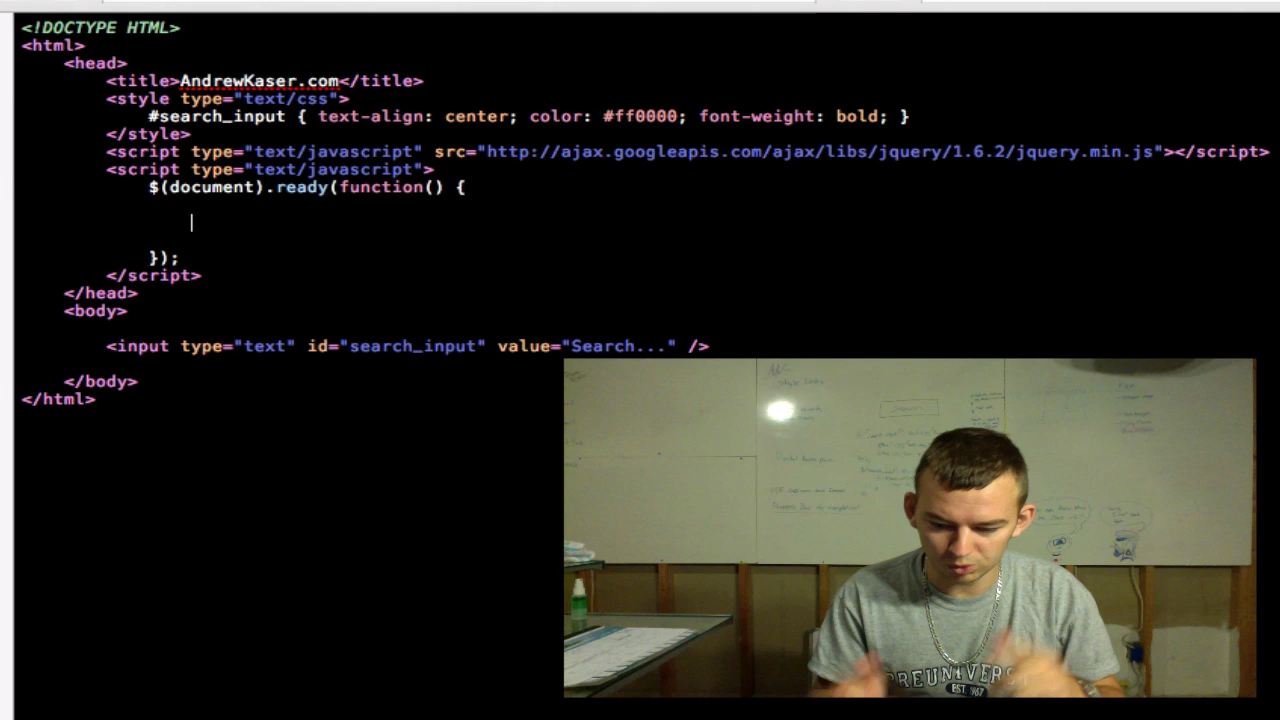 <!DOCTYPE HTML>
<html>
<head>
<title>AndrewKaser.com</title>
<style type="text/css">
#search_input { text-align: center; color: #ff0000; font-weight: bold; }
</style>
<script type="text/javascript" src="http://ajax.googleapis.com/ajax/libs/jquery/1.6.2/jquery.min.js"></script>
<script type="text/javascript">
$(document).ready(function() {
});
</script>
</head>
<body>
<input type="text" id="search_input" value="Search..." />
</body>
</html>
EST. 1967